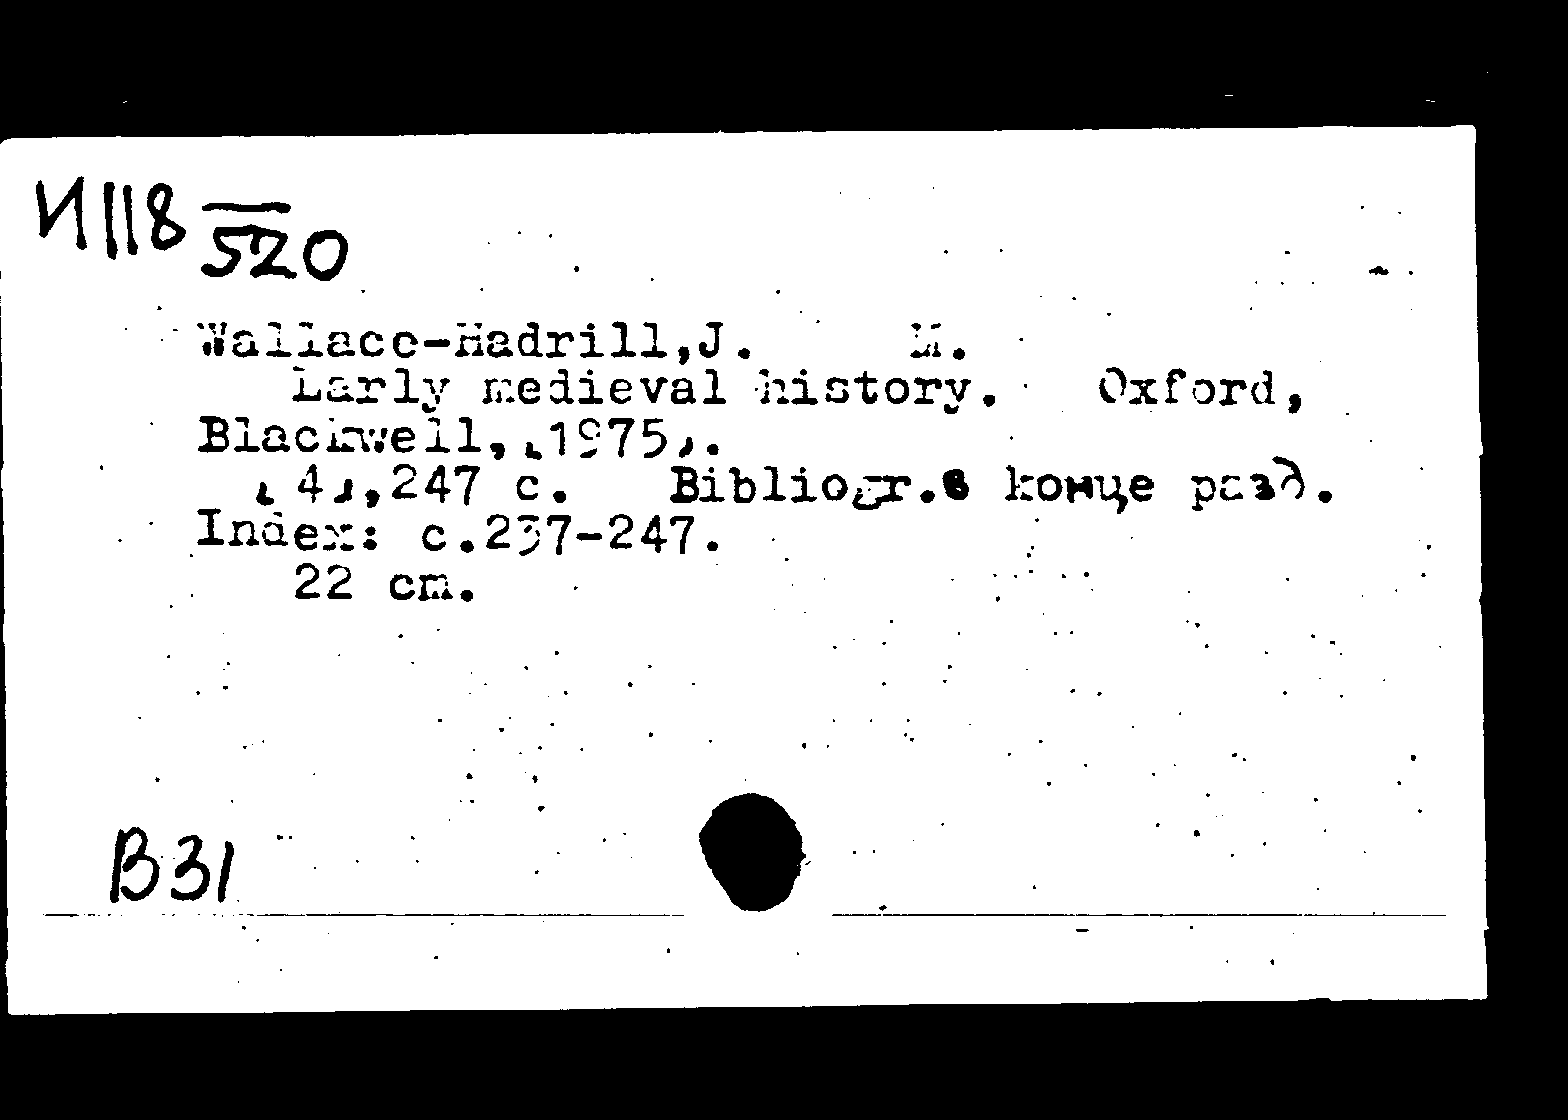 И118 520
Wallace-Hadrill,J. M.
Early medieval history. Oxford,
Blackwell,[1975].
[4],247 с. Bibliogr.в конце разд.
Index: с.237-247.
22 cm.
В31